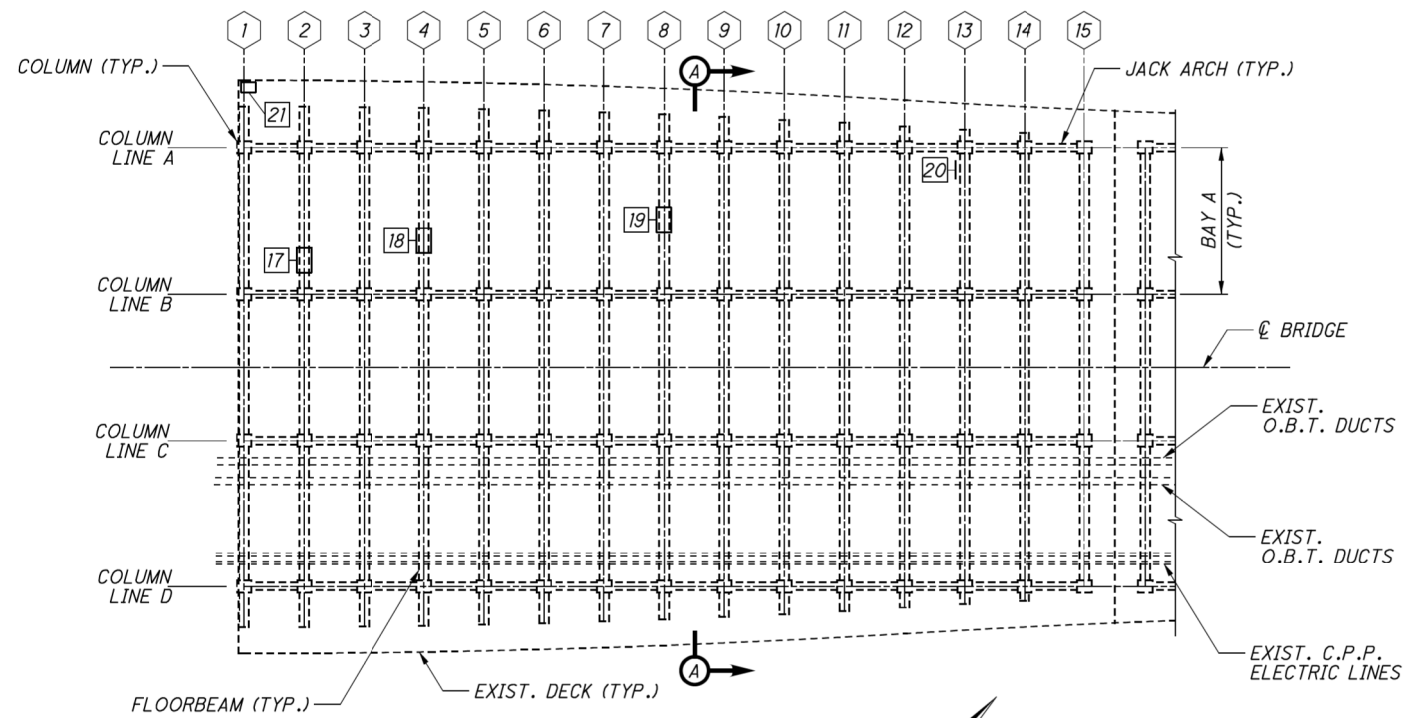 1 2 3 4 5 6 7 8 9 10 11 12 13 14 15
COLUMN (TYP.)
A
JACK ARCH (TYP.)
21
COLUMN
LINE A
20
BAY A
(TYP.)
19
18
17
COLUMN
LINE B
℄ BRIDGE
EXIST.
O.B.T. DUCTS
COLUMN
LINE C
EXIST.
O.B.T. DUCTS
COLUMN
LINE D
EXIST. C.P.P.
ELECTRIC LINES
A
EXIST. DECK (TYP.)
FLOORBEAM (TYP.)